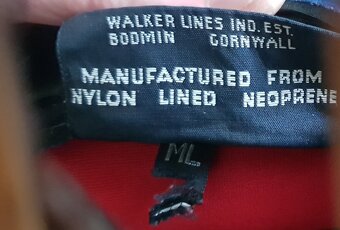 WALKER LINES IND. EST.
BODMIN CORNWALL
MANUFACTURED FROM
NYLON LINED NEOPRENE
ML